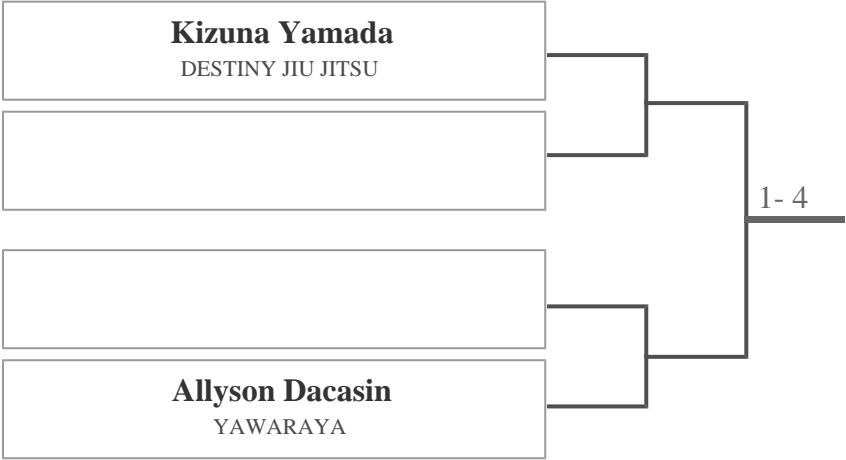 Kizuna Yamada
DESTINY JIU JITSU
1- 4
Allyson Dacasin
YAWARAYA